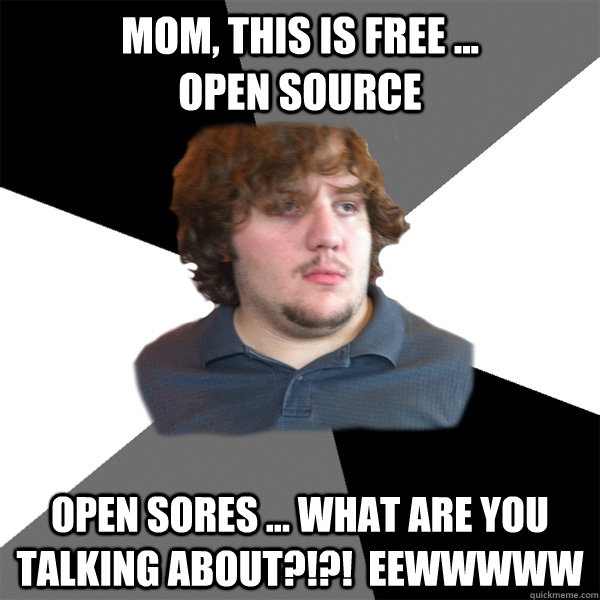 MOM, THIS IS FREE ...
OPEN SOURCE
OPEN SORES ... WHAT ARE YOU
TALKING ABOUT?!?!  EEWWWWW
quickmeme.com